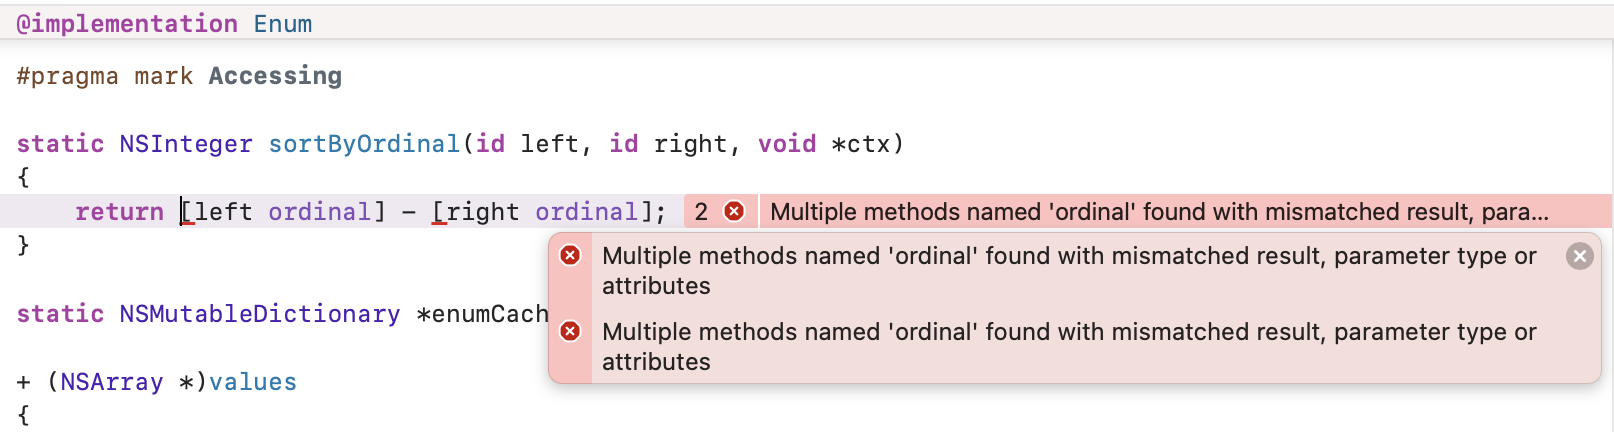 @implementation Enum
#pragma mark Accessing
static NSInteger sortByOrdinal(id left, id right, void *ctx)
{
return [left ordinal] - [right ordinal]; 2 Multiple methods named 'ordinal' found with mismatched result, para...
}
Multiple methods named 'ordinal' found with mismatched result, parameter type or
attributes
Multiple methods named 'ordinal' found with mismatched result, parameter type or
attributes
static NSMutableDictionary *enumCach
+ (NSArray *)values
{